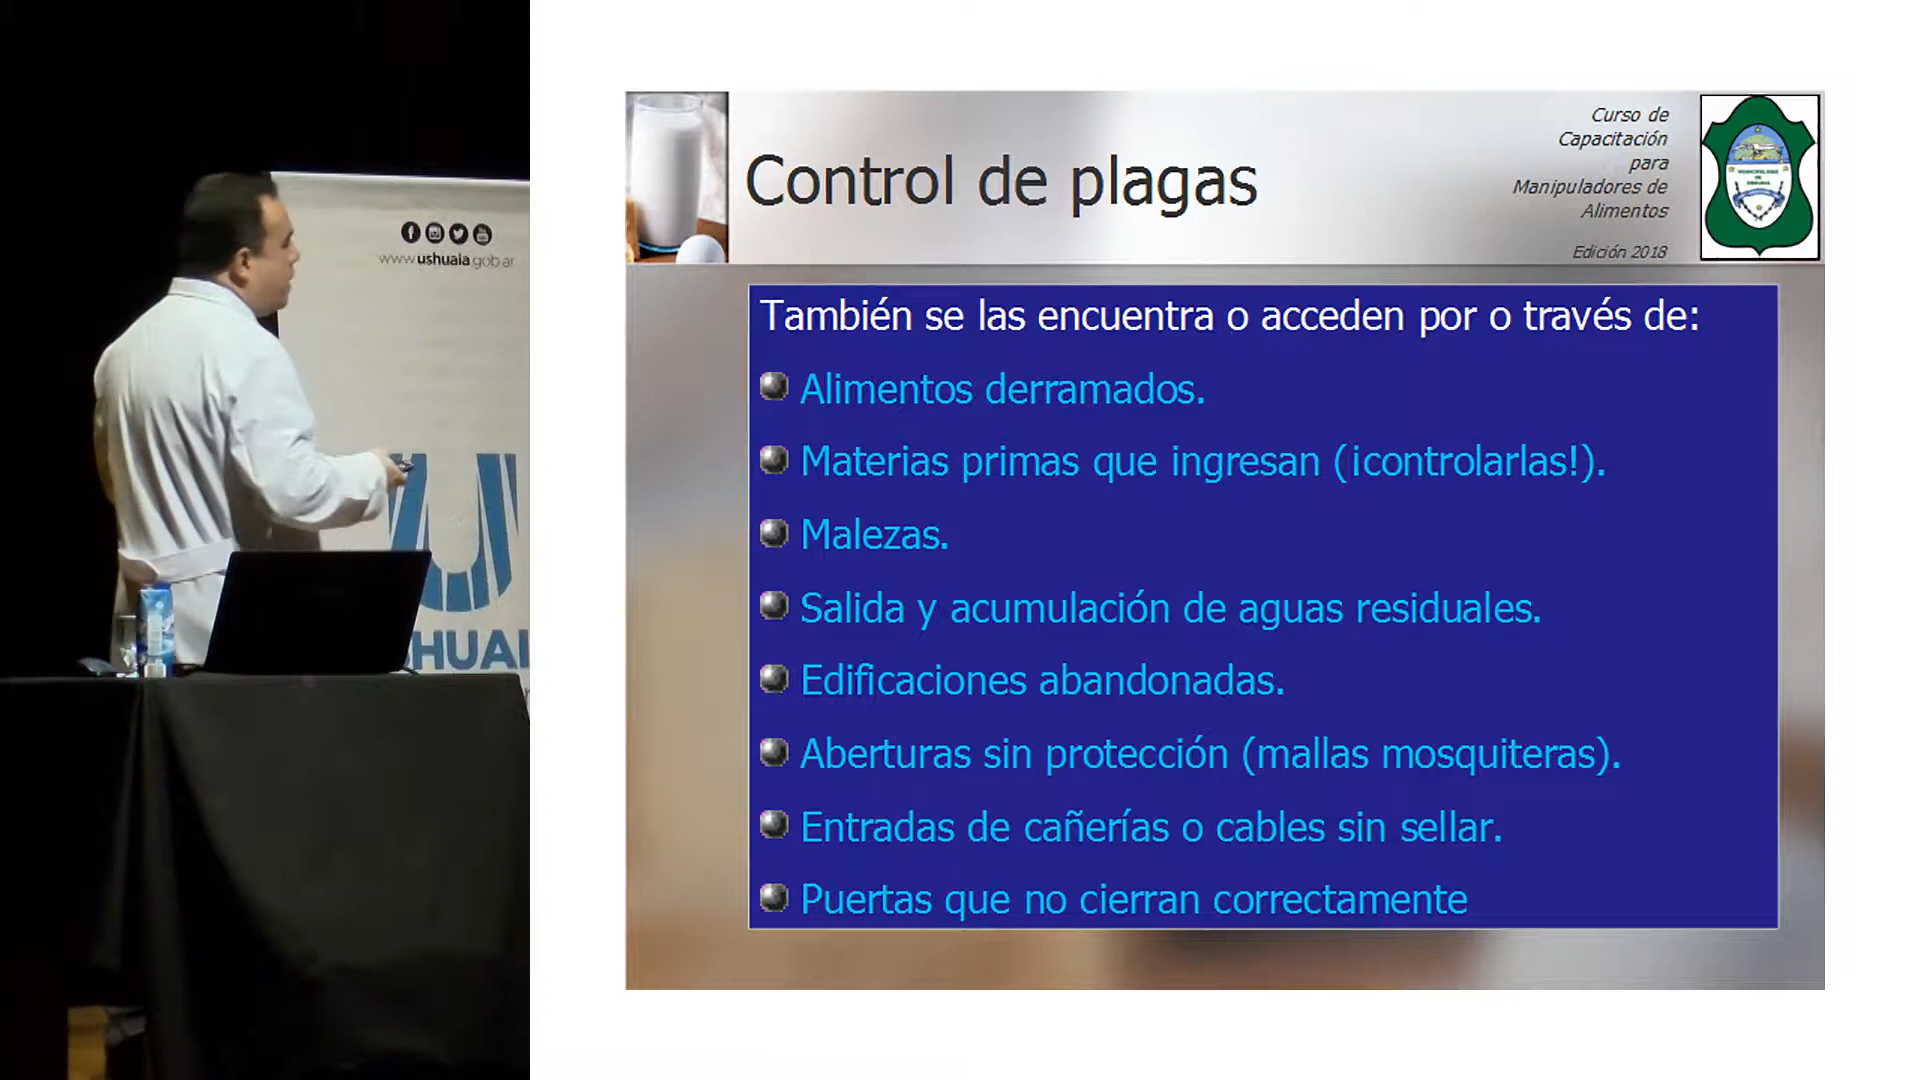 www.ushuaia.gob.ar
USHUAIA
Control de plagas
Curso de
Capacitación
para
Manipuladores de
Alimentos
Edición 2018
También se las encuentra o acceden por o través de:
Alimentos derramados.
Materias primas que ingresan (¡controlarlas!).
Malezas.
Salida y acumulación de aguas residuales.
Edificaciones abandonadas.
Aberturas sin protección (mallas mosquiteras).
Entradas de cañerías o cables sin sellar.
Puertas que no cierran correctamente